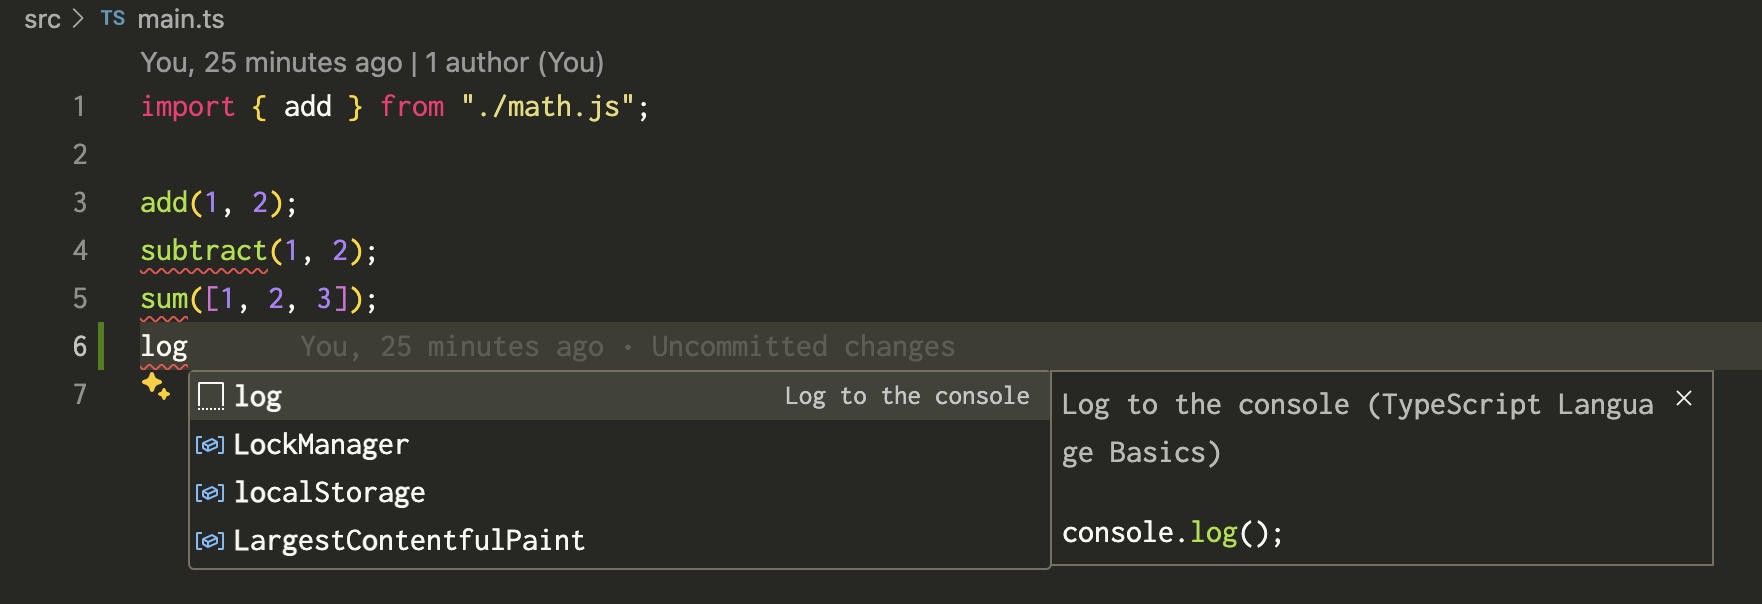 src > TS main.ts
You, 25 minutes ago | 1 author (You)
1 import { add } from "./math.js";
2
3 add(1, 2);
4 subtract(1, 2);
5 sum([1, 2, 3]);
6 log You, 25 minutes ago • Uncommitted changes
7
log Log to the console
LockManager
localStorage
LargestContentfulPaint
Log to the console (TypeScript Langua
ge Basics)
console.log();